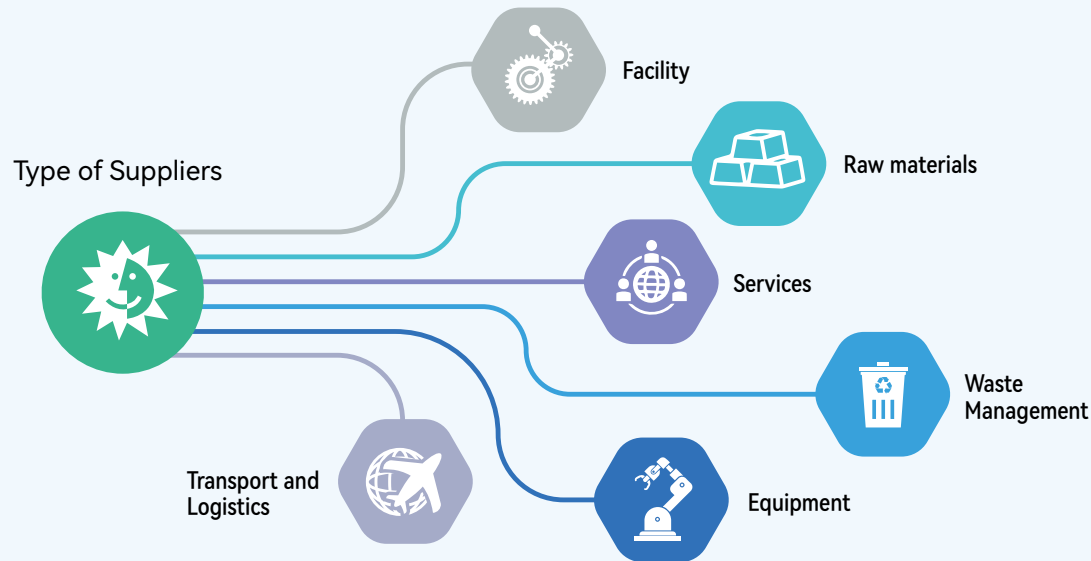 Type of Suppliers
Facility
Raw materials
Services
Waste
Management
Equipment
Transport and
Logistics